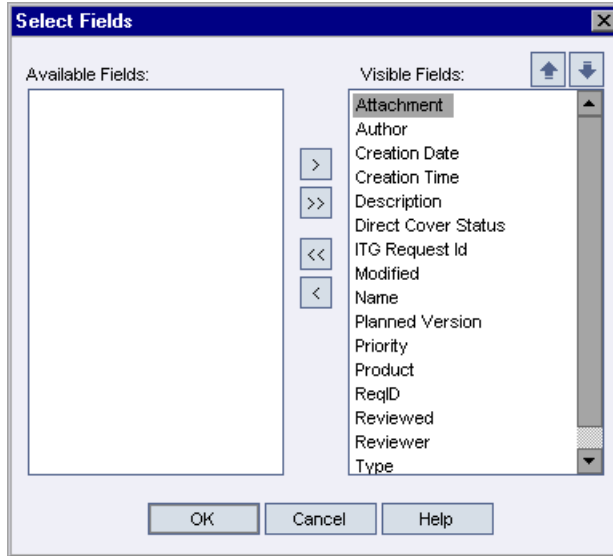 Select Fields
Available Fields:
Visible Fields:
Attachment
Author
Creation Date
Creation Time
Description
Direct Cover Status
ITG Request Id
Modified
Name
Planned Version
Priority
Product
ReqID
Reviewed
Reviewer
Type
>
>>
<<
<
OK Cancel Help